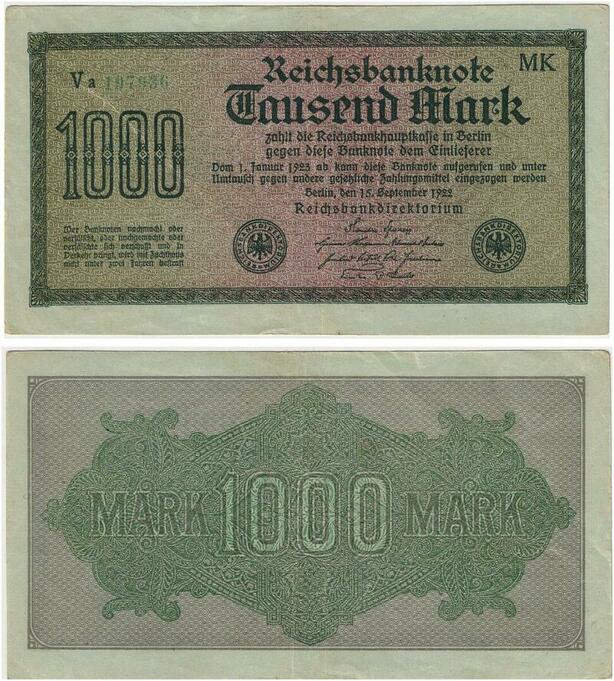 Va 197936
Reichsbanknote
MK
Tausend Mark
1000
zahlt die Reichsbankhauptkasse in Berlin
gegen diese Banknote dem Einlieferer
Vom 1. Januar 1923 ab kann diese Banknote aufgerufen und unter
Umtausch gegen andere gesetzliche Zahlungsmittel eingezogen werden
Berlin, den 15. September 1922
Reichsbankdirektorium
Wer Banknoten nachmacht oder
verfälscht, oder nachgemachte oder
verfälschte sich verschafft und in
Verkehr bringt, wird mit Zuchthaus
nicht unter zwei Jahren bestraft
MARK 1000 MARK